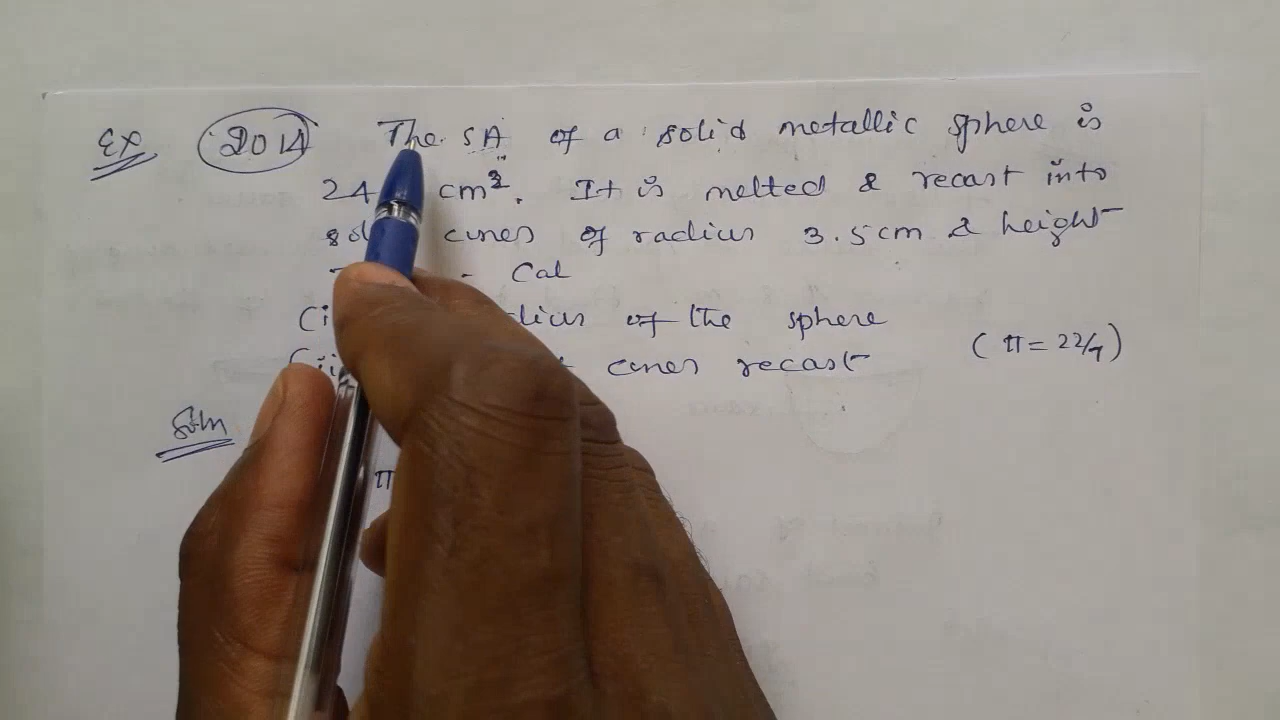 Ex 2014 The SA of a solid metallic sphere is
24 cm². It is melted & recast into
cones of radius 3.5cm & height
Cal
(i of the sphere
(ii cones recast (π = 22/7)
Soln
π